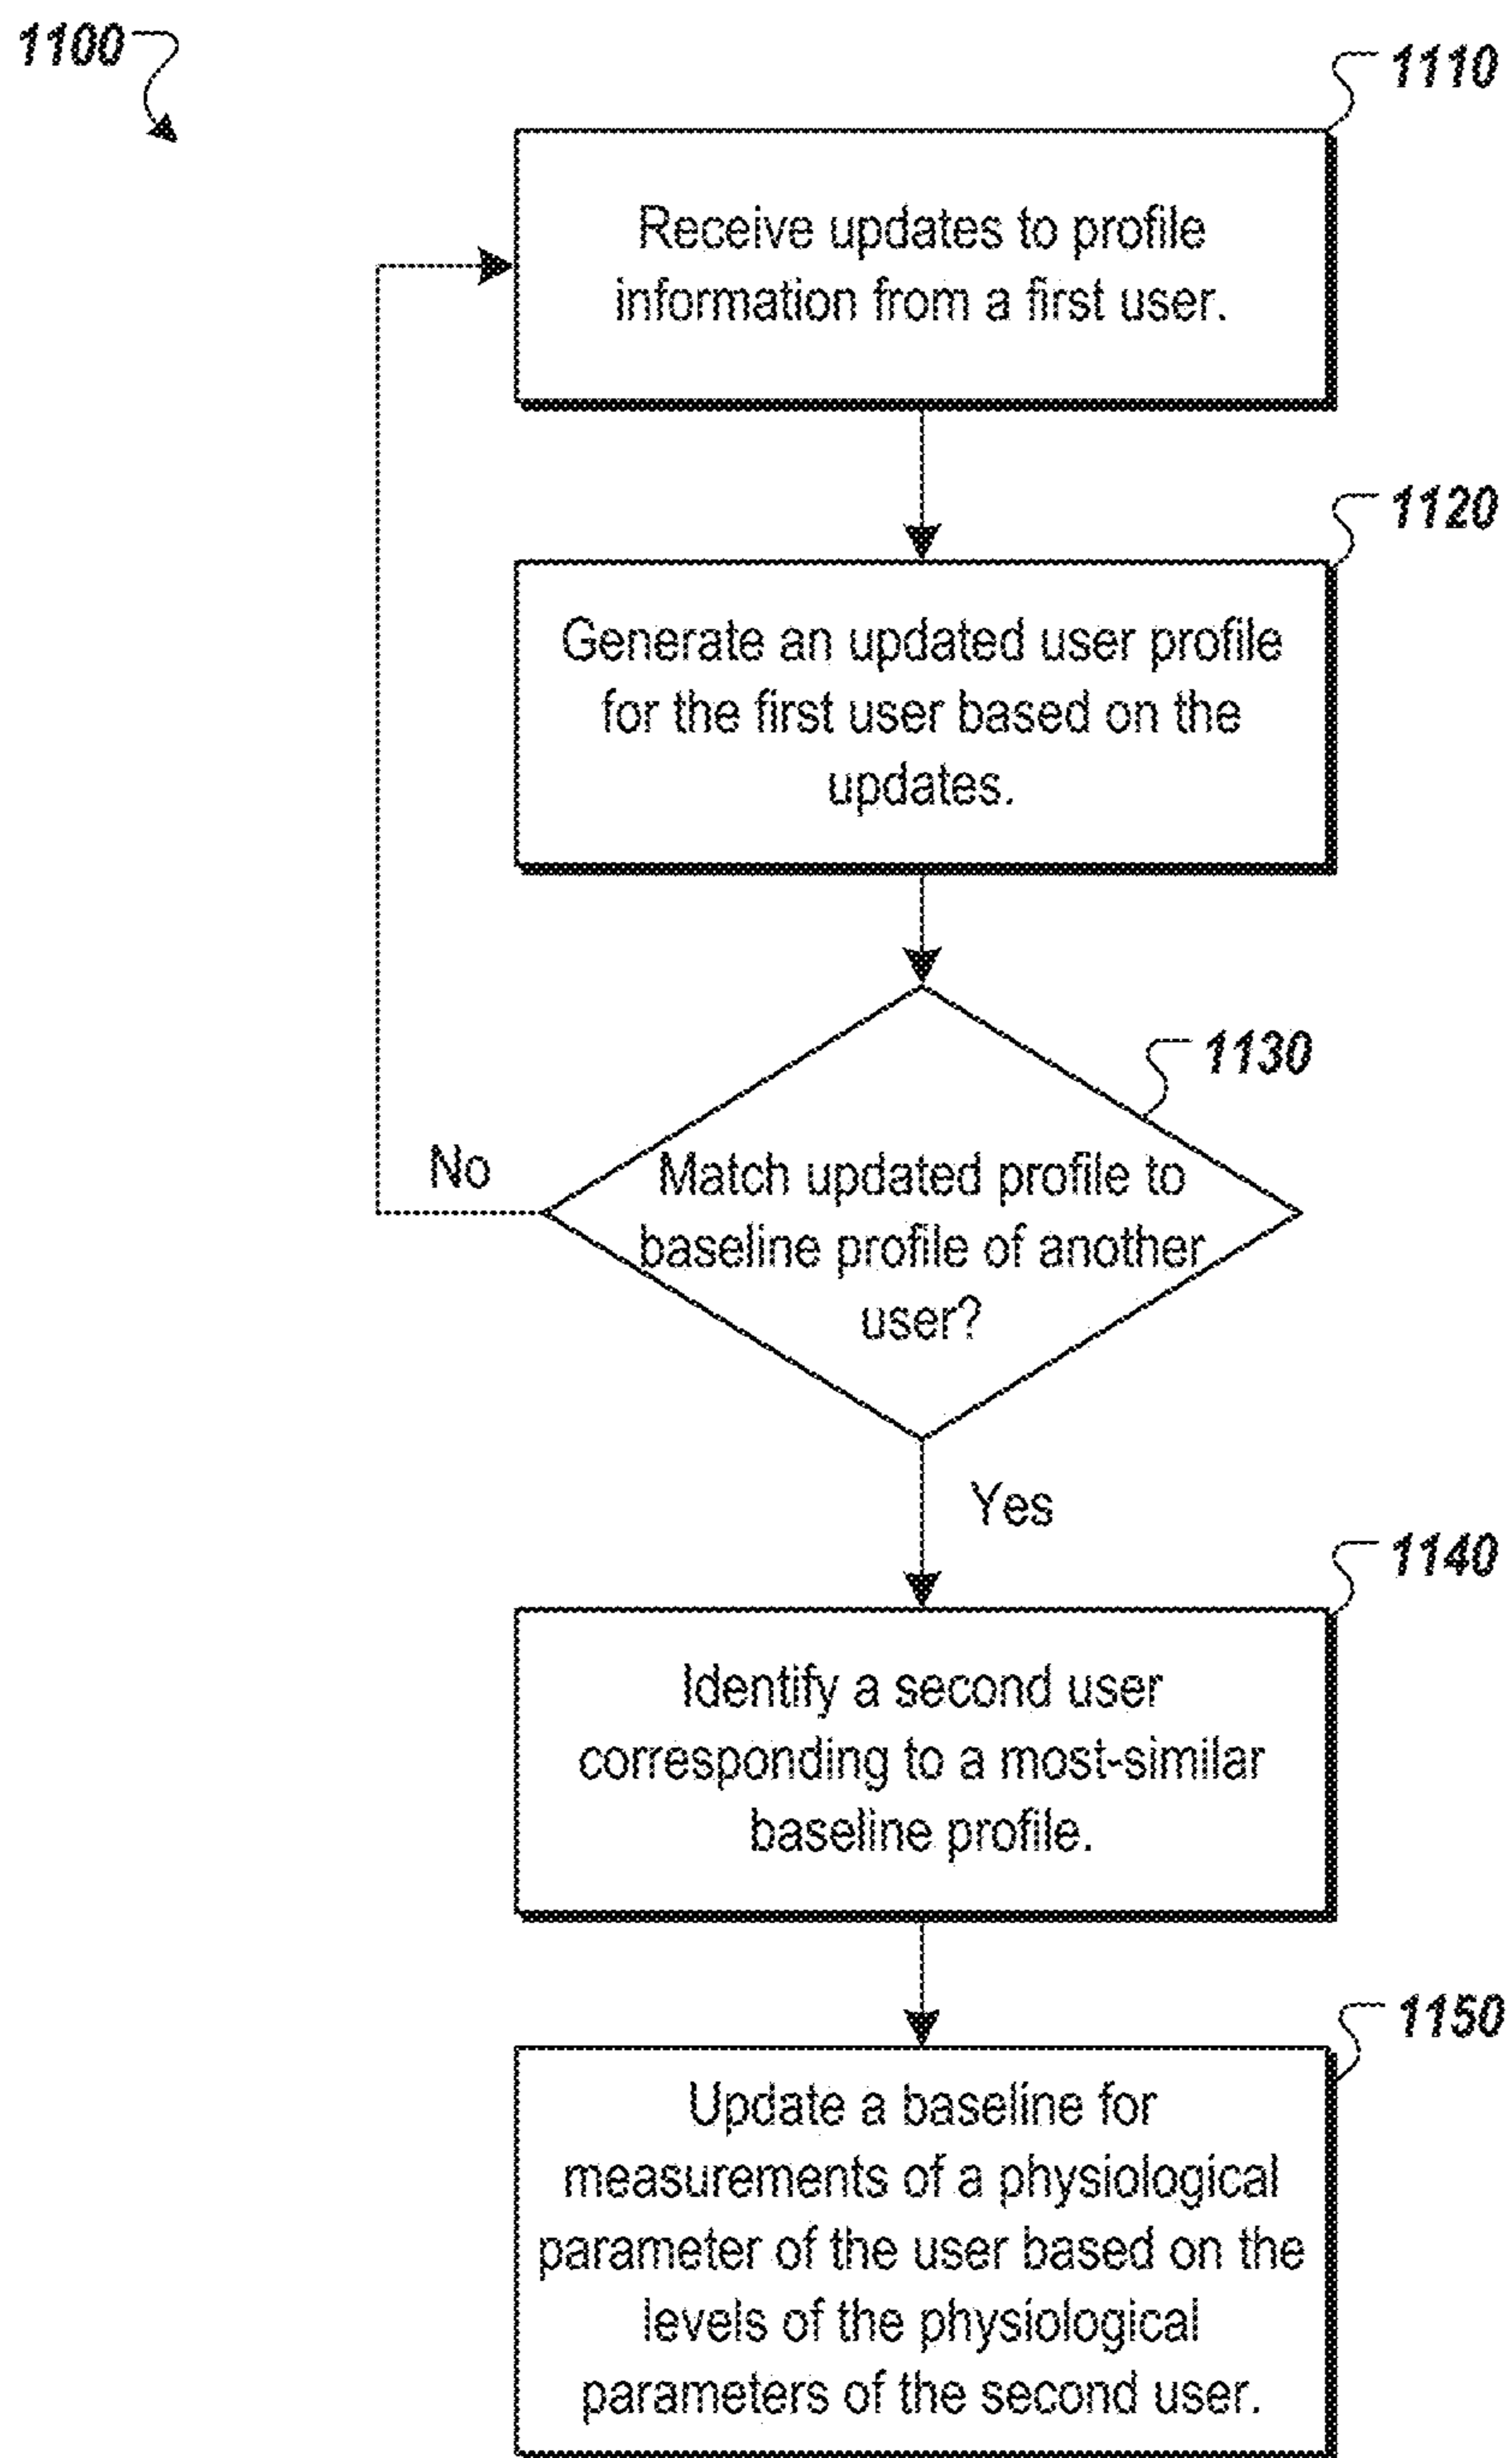 1100
1110
Receive updates to profile
information from a first user.
1120
Generate an updated user profile
for the first user based on the
updates.
1130
No
Match updated profile to
baseline profile of another
user?
Yes
1140
Identify a second user
corresponding to a most-similar
baseline profile.
1150
Update a baseline for
measurements of a physiological
parameter of the user based on the
levels of the physiological
parameters of the second user.